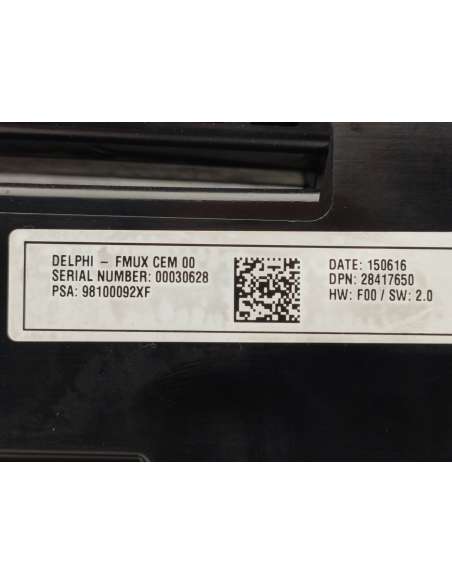 DELPHI - FMUX CEM 00
SERIAL NUMBER: 00030628
PSA: 98100092XF
DATE: 150616
DPN: 28417650
HW: F00 / SW: 2.0